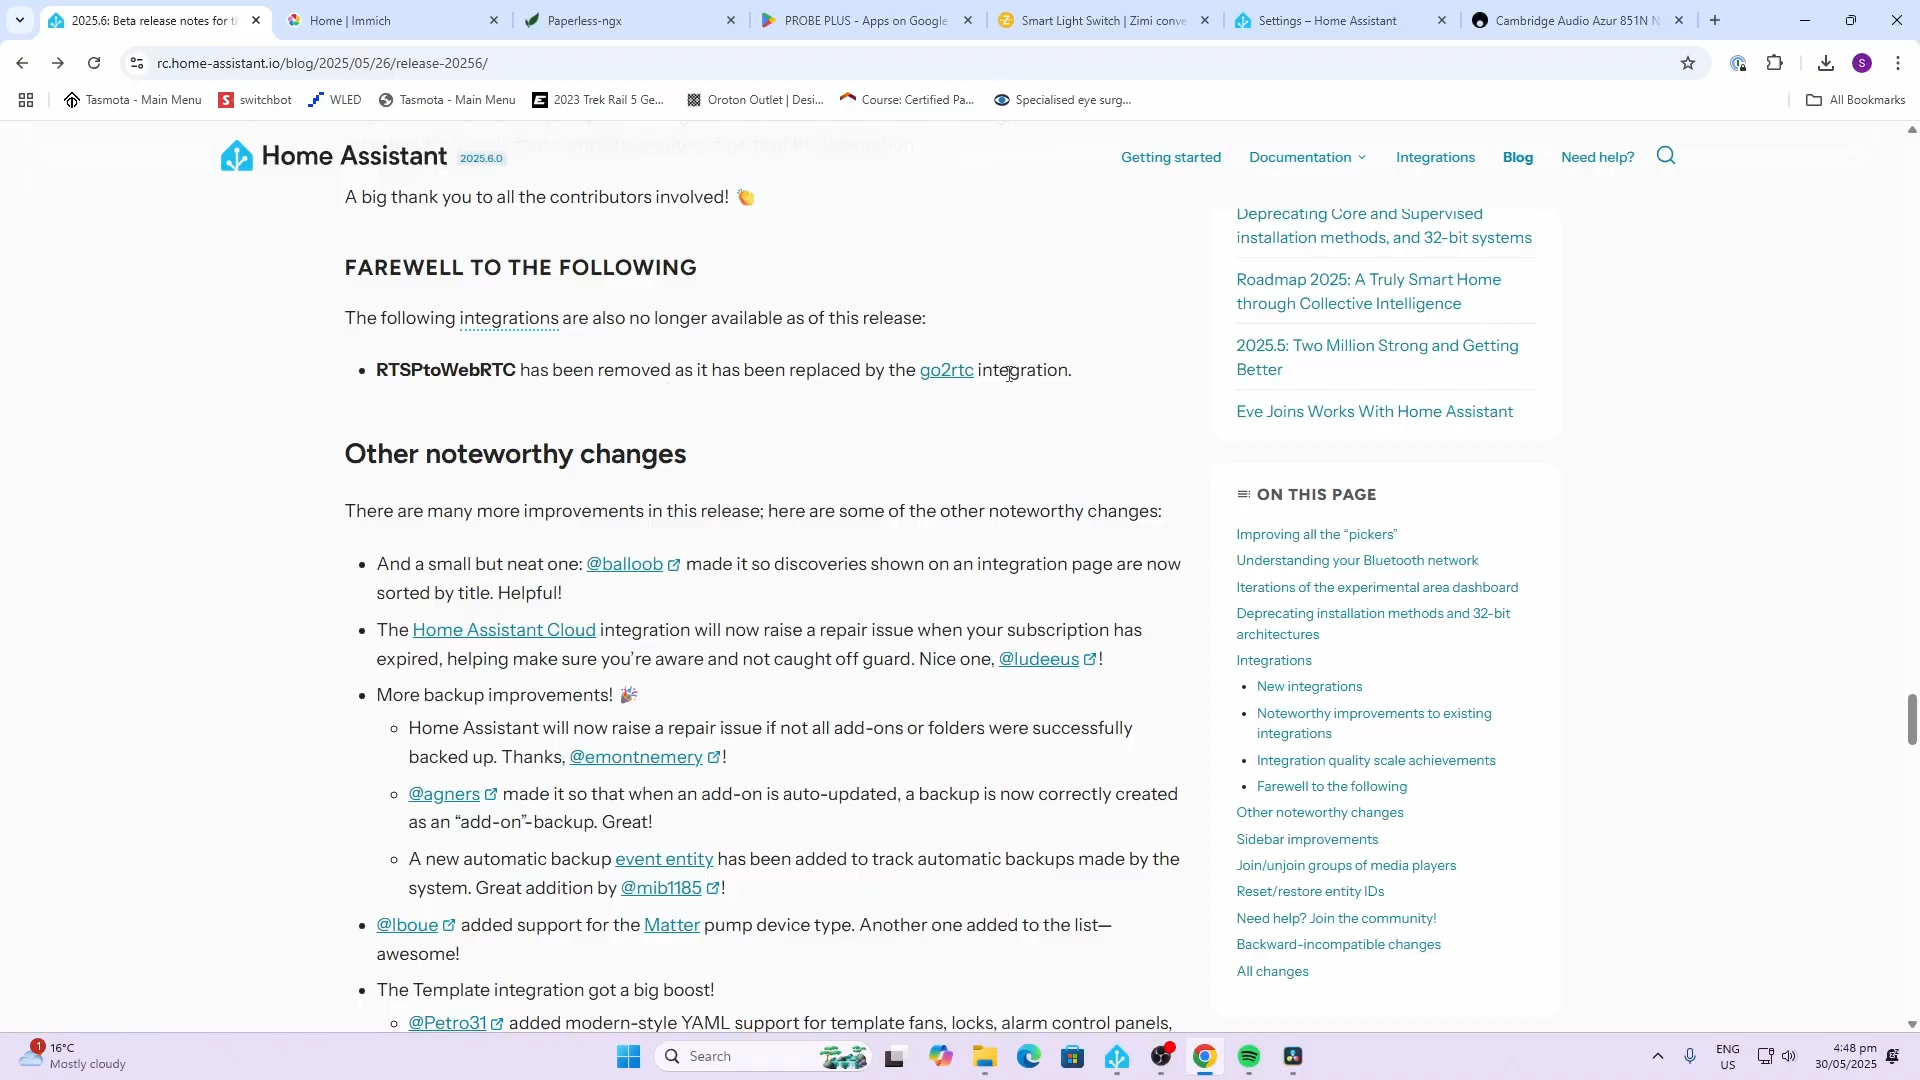 2025.6: Beta release notes for th
Home | Immich
Paperless-ngx
PROBE PLUS - Apps on Google
Smart Light Switch | Zimi conve
Settings – Home Assistant
Cambridge Audio Azur 851N N
rc.home-assistant.io/blog/2025/05/26/release-20256/
S
Tasmota - Main Menu
switchbot
WLED
Tasmota - Main Menu
2023 Trek Rail 5 Ge...
Oroton Outlet | Desi...
Course: Certified Pa...
Specialised eye surg...
All Bookmarks
Home Assistant 2025.6.0
Getting started
Documentation
Integrations
Blog
Need help?
A big thank you to all the contributors involved! 👏
FAREWELL TO THE FOLLOWING
The following integrations are also no longer available as of this release:
• RTSPtoWebRTC has been removed as it has been replaced by the go2rtc integration.
Other noteworthy changes
There are many more improvements in this release; here are some of the other noteworthy changes:
• And a small but neat one: @balloob made it so discoveries shown on an integration page are now
sorted by title. Helpful!
• The Home Assistant Cloud integration will now raise a repair issue when your subscription has
expired, helping make sure you're aware and not caught off guard. Nice one, @ludeeus !
• More backup improvements! 🎉
◦ Home Assistant will now raise a repair issue if not all add-ons or folders were successfully
backed up. Thanks, @emontnemery !
◦ @agners made it so that when an add-on is auto-updated, a backup is now correctly created
as an “add-on”-backup. Great!
◦ A new automatic backup event entity has been added to track automatic backups made by the
system. Great addition by @mib1185 !
• @lboue added support for the Matter pump device type. Another one added to the list—
awesome!
• The Template integration got a big boost!
◦ @Petro31 added modern-style YAML support for template fans, locks, alarm control panels,
Deprecating Core and Supervised
installation methods, and 32-bit systems
Roadmap 2025: A Truly Smart Home
through Collective Intelligence
2025.5: Two Million Strong and Getting
Better
Eve Joins Works With Home Assistant
ON THIS PAGE
Improving all the “pickers”
Understanding your Bluetooth network
Iterations of the experimental area dashboard
Deprecating installation methods and 32-bit
architectures
Integrations
• New integrations
• Noteworthy improvements to existing
integrations
• Integration quality scale achievements
• Farewell to the following
Other noteworthy changes
Sidebar improvements
Join/unjoin groups of media players
Reset/restore entity IDs
Need help? Join the community!
Backward-incompatible changes
All changes
1
16°C
Mostly cloudy
Search
ENG
US
4:48 pm
30/05/2025